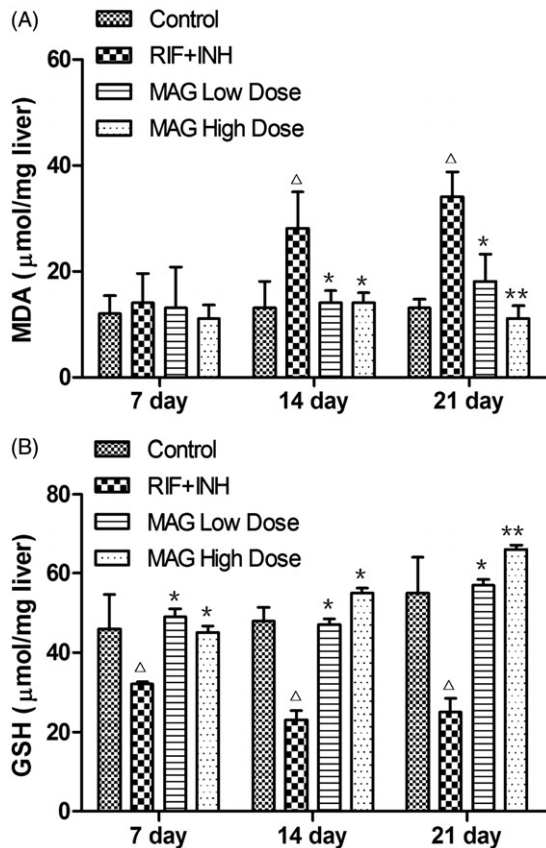 (A)
Control
RIF+INH
MAG Low Dose
MAG High Dose
MDA ( μmol/mg liver)
60
40
20
0
△
*
*
△
*
**
7 day
14 day
21 day
(B)
Control
RIF+INH
MAG Low Dose
MAG High Dose
GSH ( μmol/mg liver)
80
60
40
20
0
△
*
*
△
*
*
△
*
**
7 day
14 day
21 day